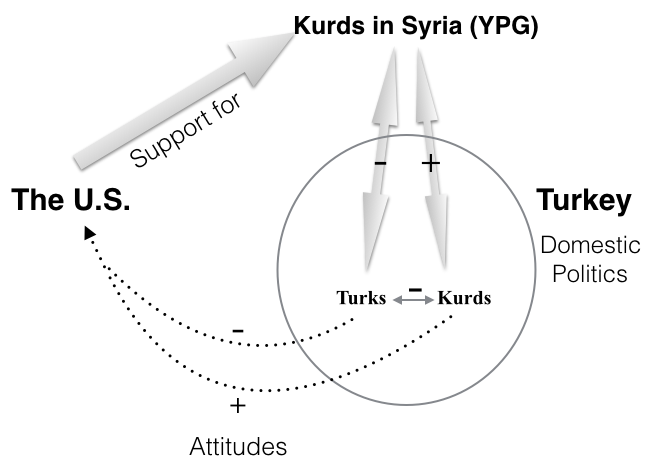 Kurds in Syria (YPG)
Support for
- +
The U.S.
Turkey
Domestic
Politics
Turks - Kurds
-
+
Attitudes